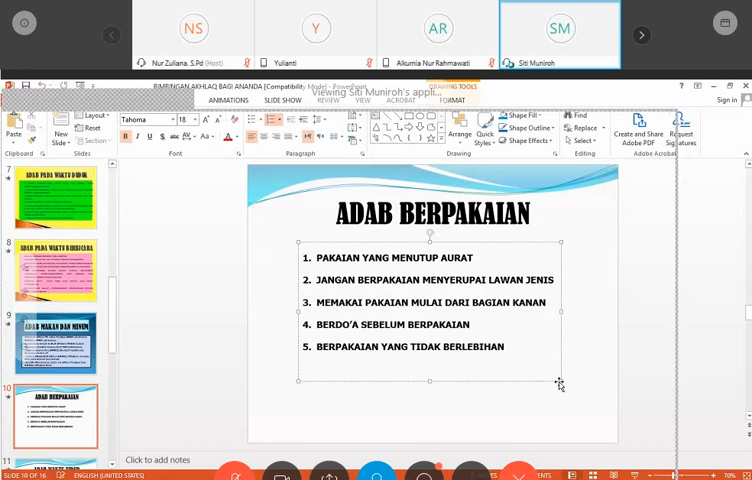 NS
Y
AR
SM
Nur Zuliana, S.Pd (Host)
Yulianti
Alkurnia Nur Rahmawati
Siti Muniroh
BIMBINGAN AKHLAQ BAGI ANANDA [Compatibility Mode] - PowerPoint
Viewing Siti Muniroh's appli...
DRAWING TOOLS
ANIMATIONS
SLIDE SHOW
REVIEW
VIEW
ACROBAT
FORMAT
Sign in
Paste
New
Slide
Layout
Reset
Section
Tahoma
18
Arrange
Quick
Styles
Shape Fill
Shape Outline
Shape Effects
Find
Replace
Select
Create and Share
Adobe PDF
Request
Signatures
Clipboard
Slides
Font
Paragraph
Drawing
Editing
Adobe Acrobat
7
ADAB PADA WAKTU DUDUK
8
ADAB PADA WAKTU BERBICARA
9
ADAB MAKAN DAN MINUM
10
ADAB BERPAKAIAN
11
ADAB BERPAKAIAN
1. PAKAIAN YANG MENUTUP AURAT
2. JANGAN BERPAKAIAN MENYERUPAI LAWAN JENIS
3. MEMAKAI PAKAIAN MULAI DARI BAGIAN KANAN
4. BERDO'A SEBELUM BERPAKAIAN
5. BERPAKAIAN YANG TIDAK BERLEBIHAN
Click to add notes
SLIDE 10 OF 16
ENGLISH (UNITED STATES)
70%